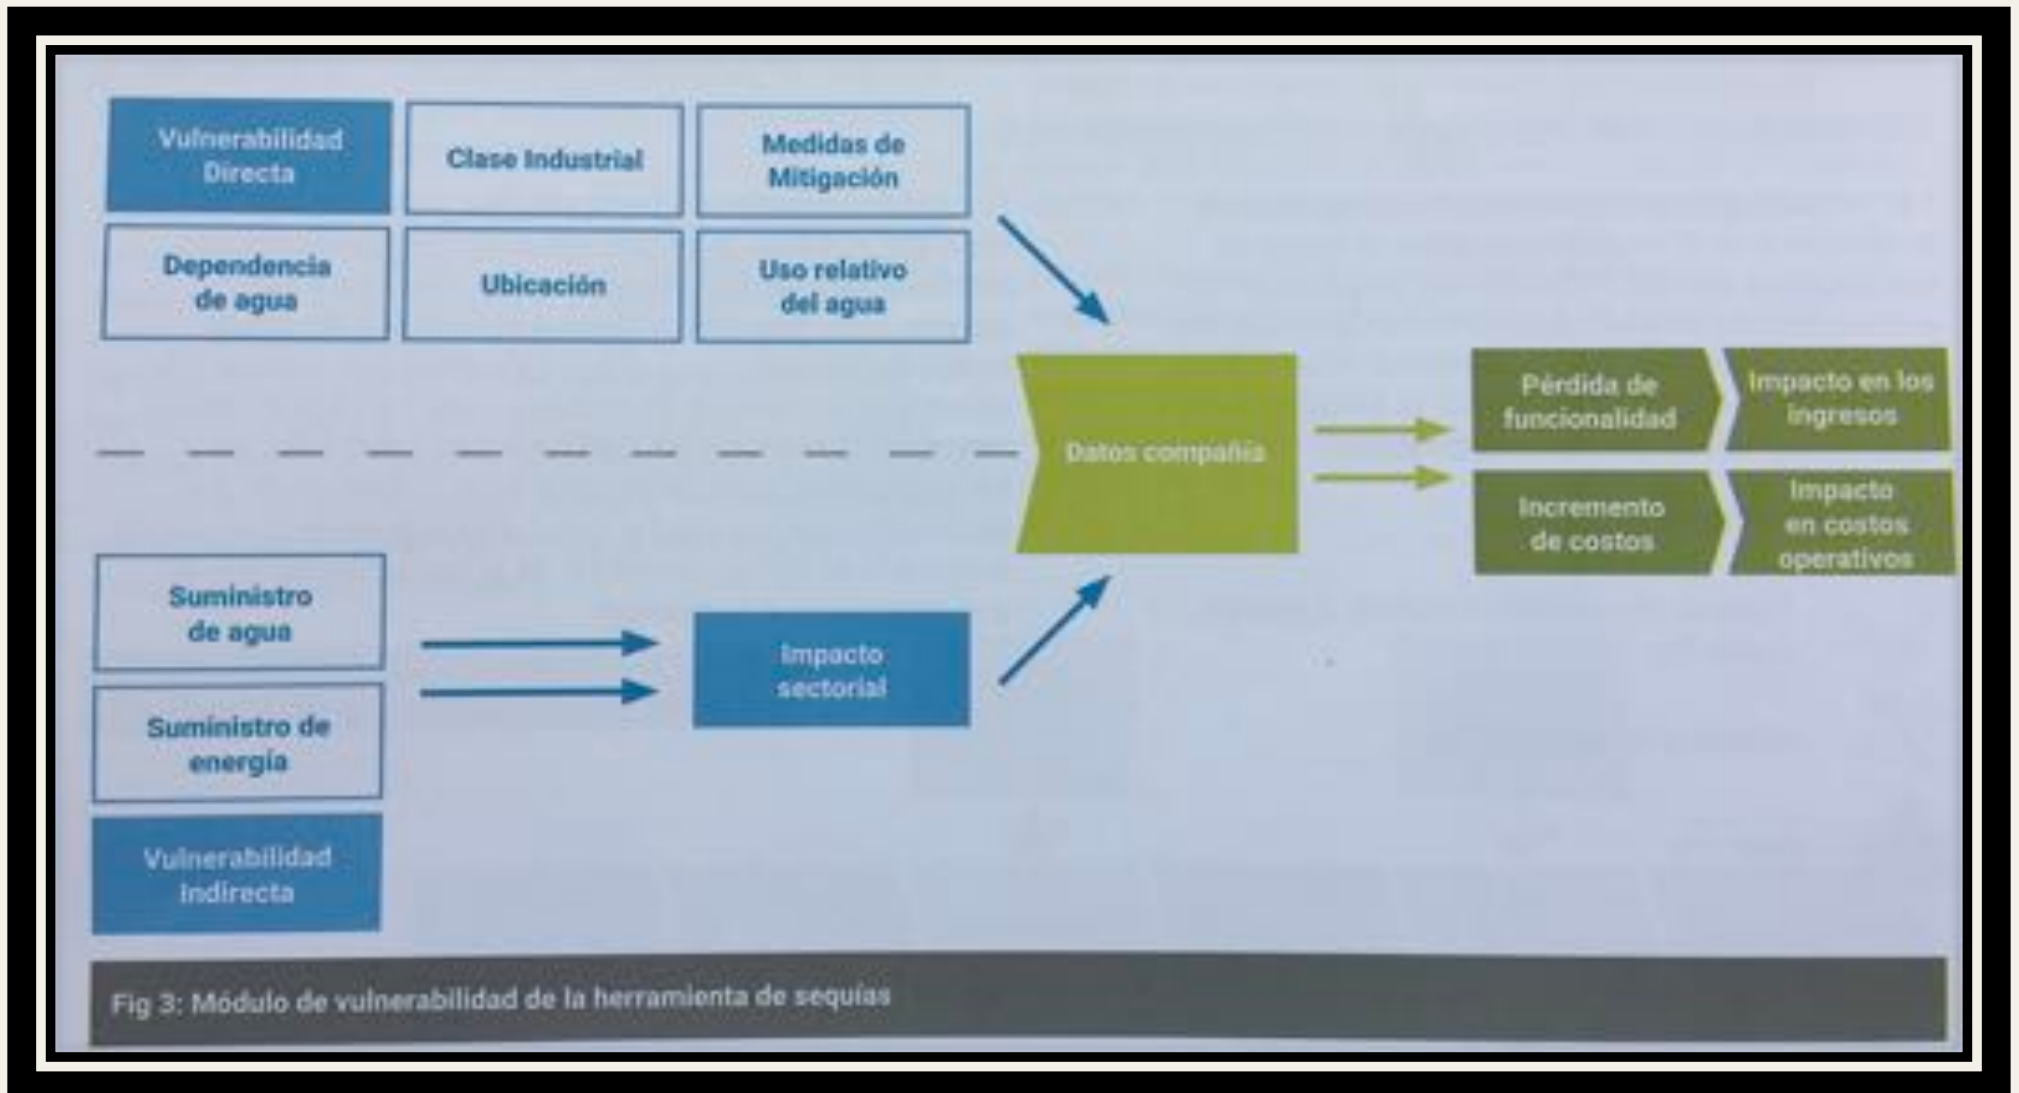 Vulnerabilidad
Directa
Clase Industrial
Medidas de
Mitigación
Dependencia
de agua
Ubicación
Uso relativo
del agua
Datos compañía
Pérdida de
funcionalidad
Impacto en los
ingresos
Incremento
de costos
Impacto
en costos
operativos
Suministro
de agua
Suministro de
energía
Vulnerabilidad
Indirecta
Impacto
sectorial
Fig 3: Módulo de vulnerabilidad de la herramienta de sequías